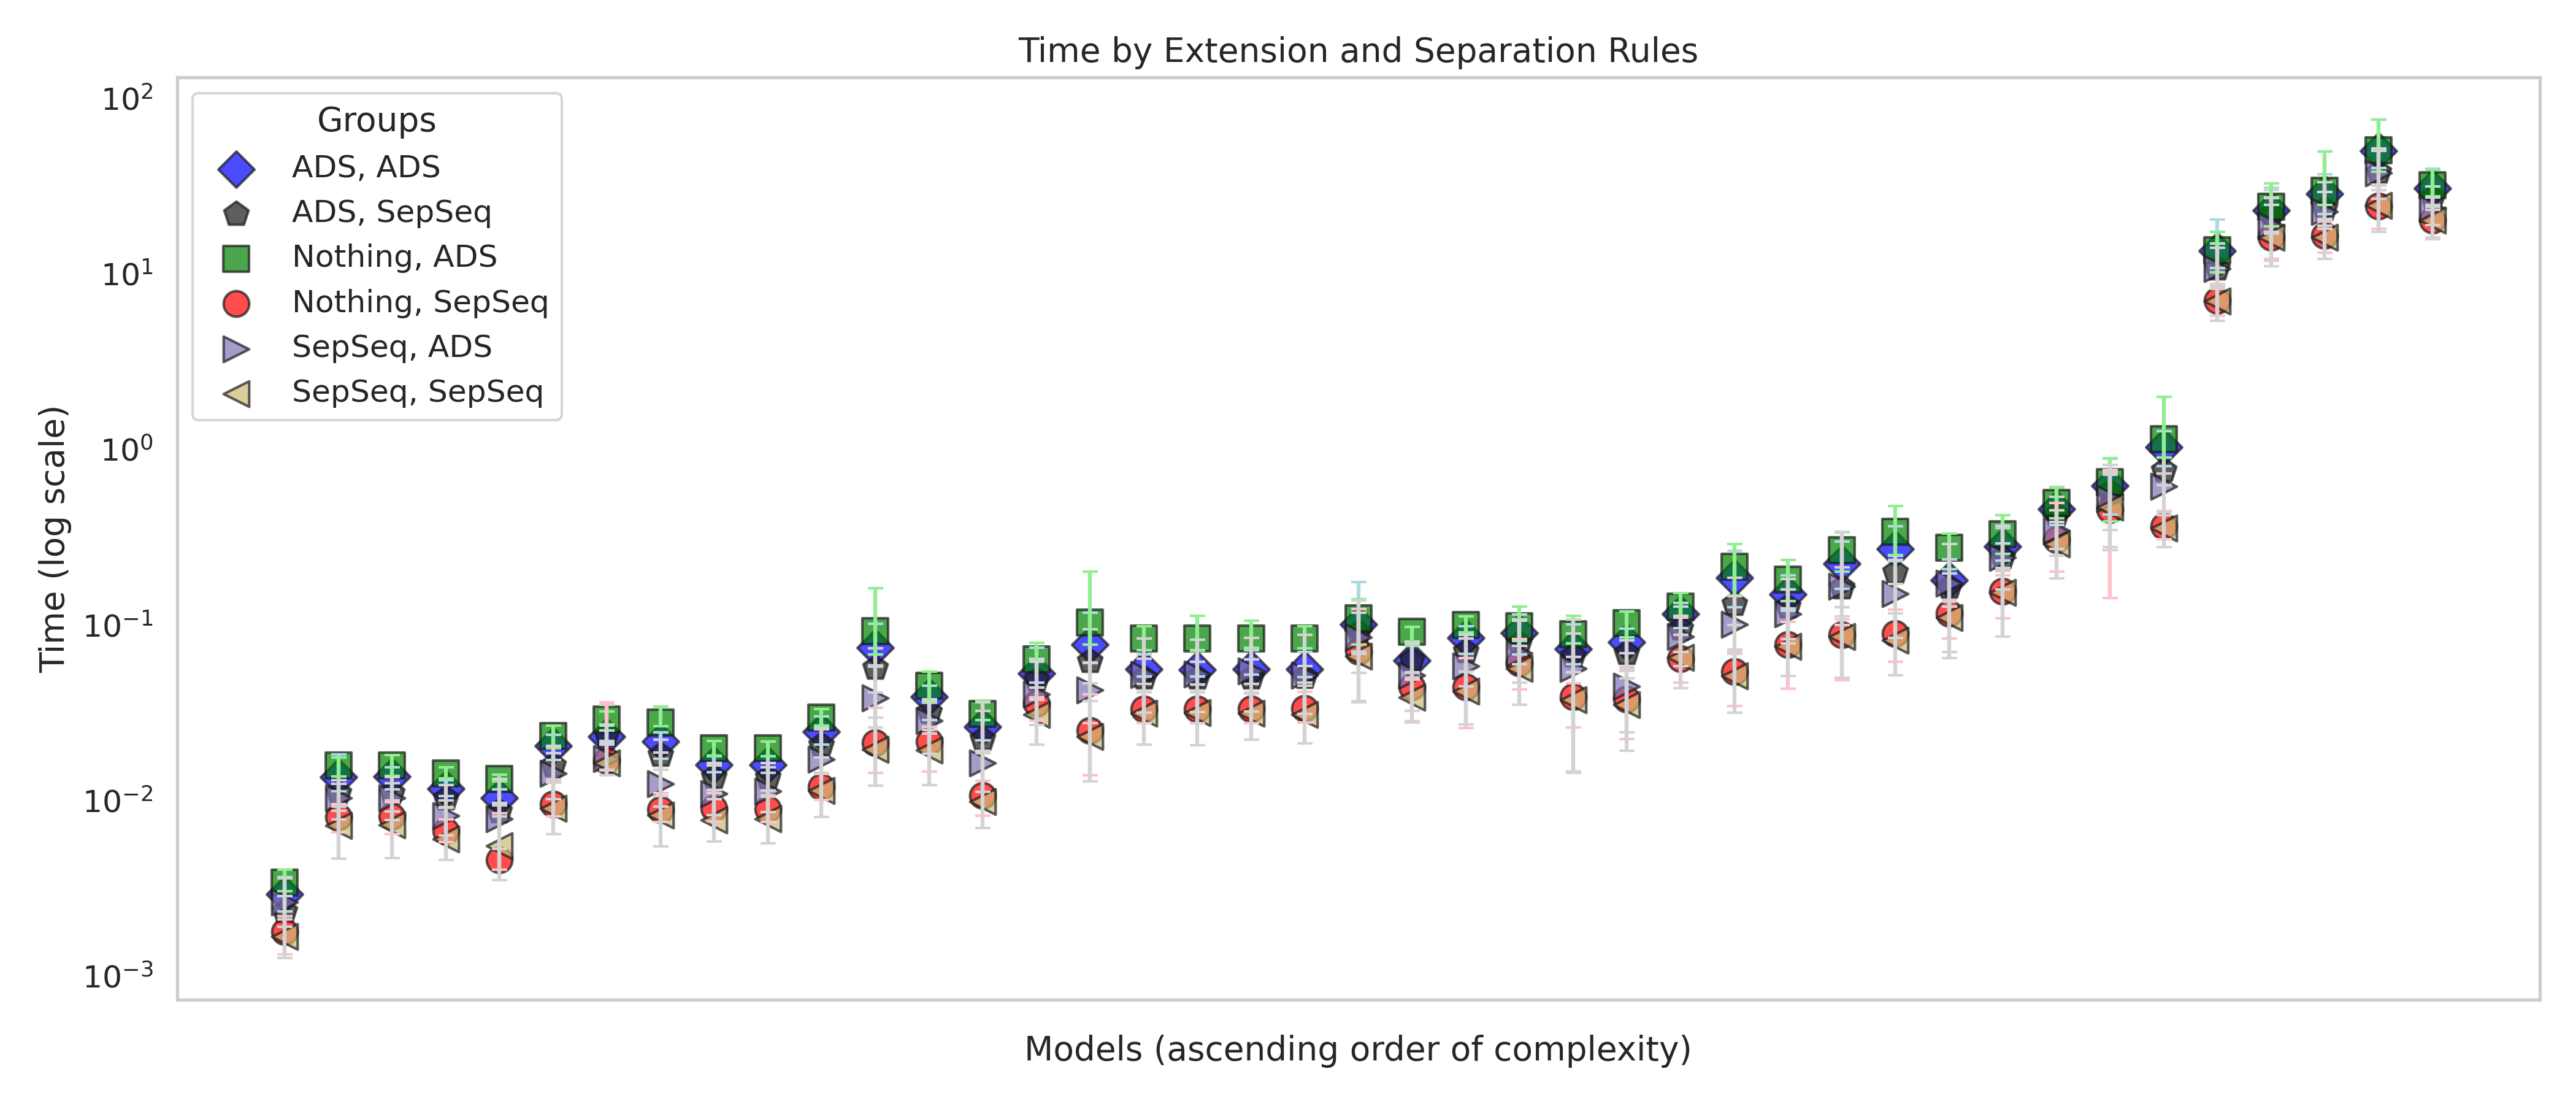 Time by Extension and Separation Rules
10²
10¹
10⁰
10⁻¹
10⁻²
10⁻³
Time (log scale)
Groups
ADS, ADS
ADS, SepSeq
Nothing, ADS
Nothing, SepSeq
SepSeq, ADS
SepSeq, SepSeq
Models (ascending order of complexity)